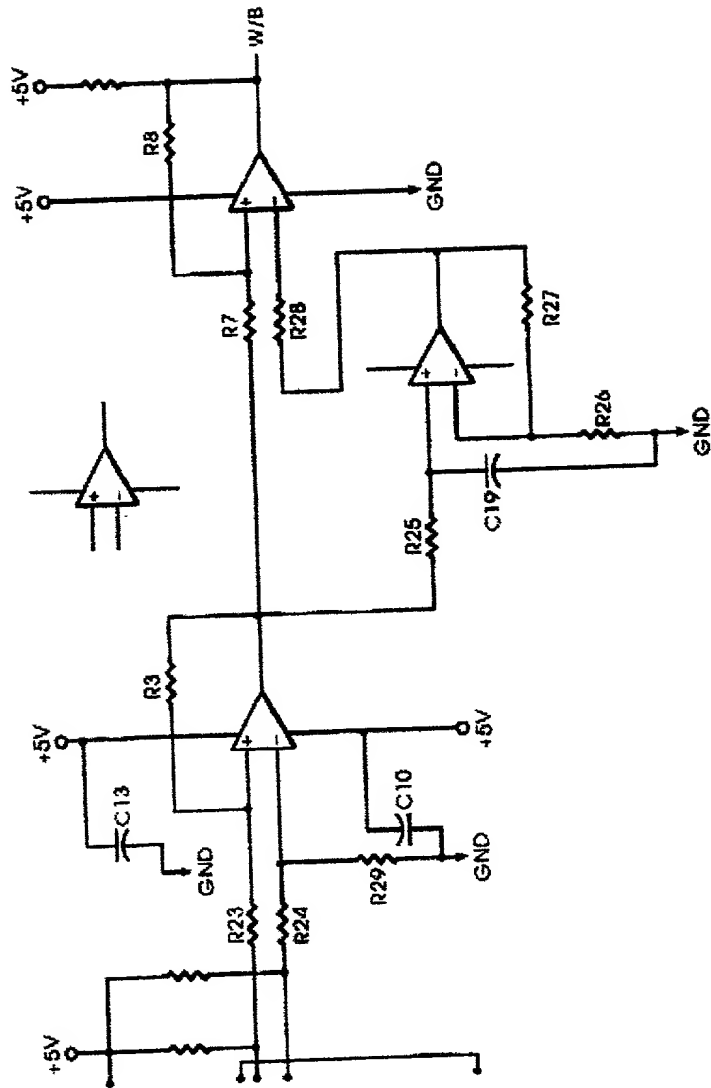 +5V
+5V
W/B
R8
GND
R7
R28
R27
R26
GND
C19
R25
R3
+5V
+5V
C13
GND
C10
R29
GND
R23
R24
+5V
+
−
+
−
+
−
+
−